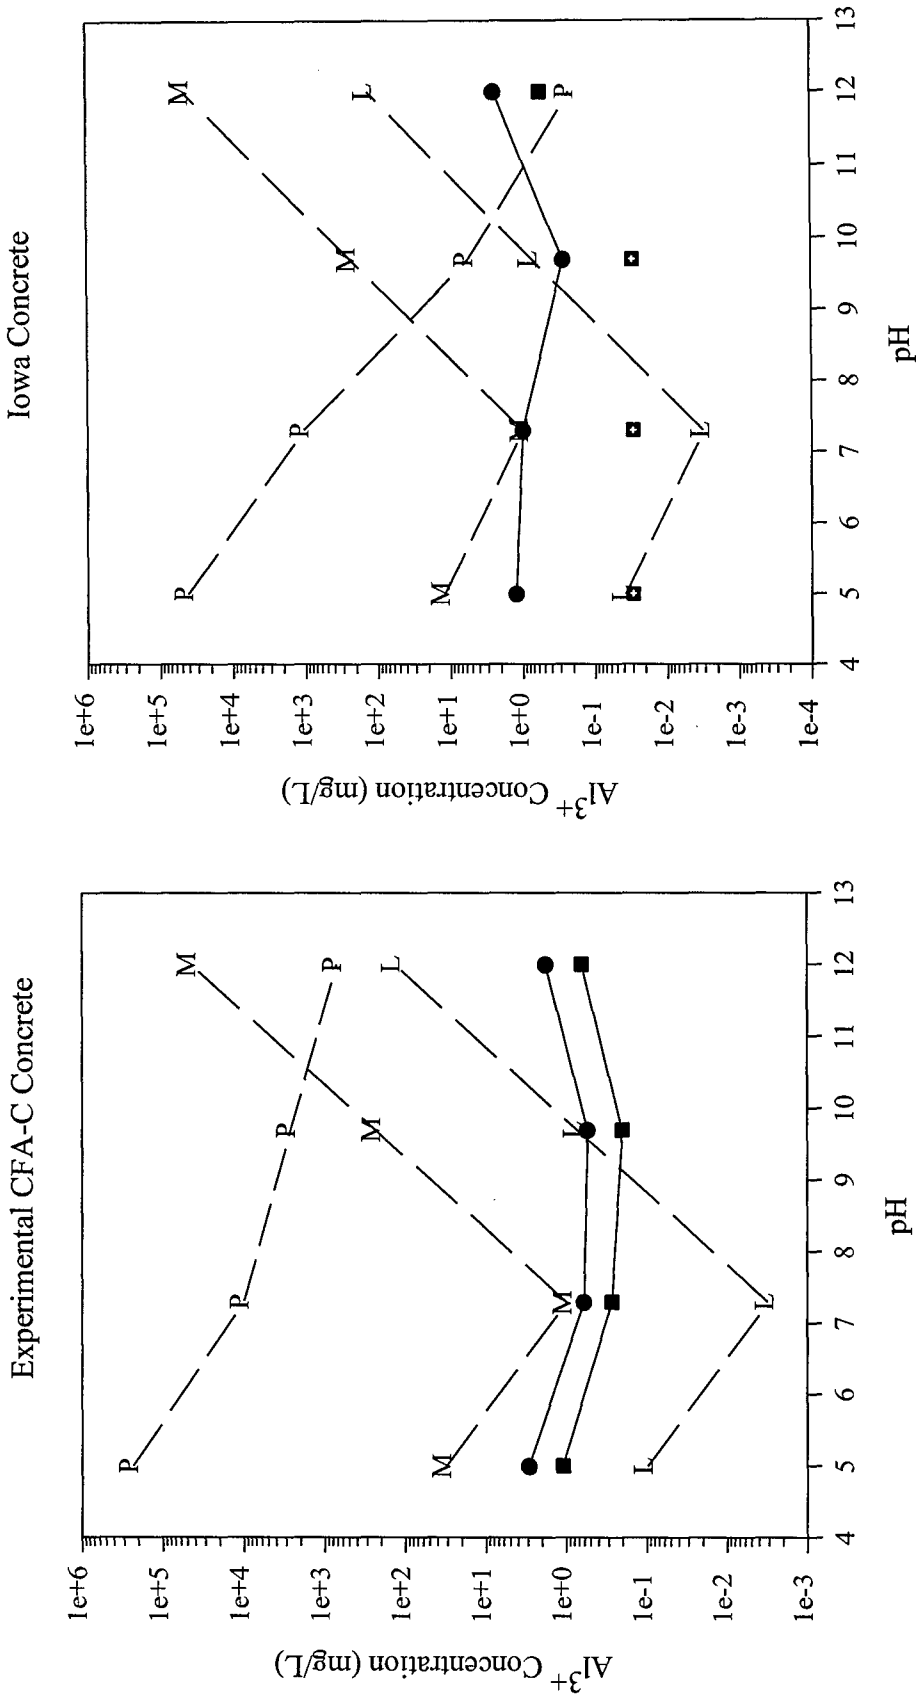 Experimental CFA-C Concrete
Al3+ Concentration (mg/L)
1e+6
1e+5
1e+4
1e+3
1e+2
1e+1
1e+0
1e-1
1e-2
1e-3
P
P
P
P
M
M
M
M
L
L
L
L
4 5 6 7 8 9 10 11 12 13
pH
Iowa Concrete
Al3+ Concentration (mg/L)
1e+6
1e+5
1e+4
1e+3
1e+2
1e+1
1e+0
1e-1
1e-2
1e-3
1e-4
P
P
P
P
M
M
M
M
L
L
L
L
4 5 6 7 8 9 10 11 12 13
pH